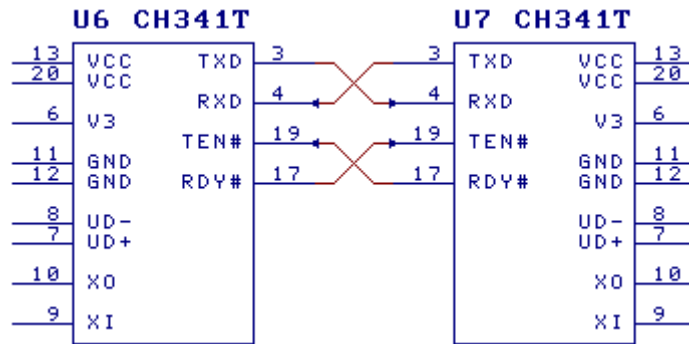 U6 CH341T U7 CH341T
13 VCC TXD 3 3 TXD VCC 13
20 VCC VCC 20
4 4
RXD RXD
6 V3 V3 6
19 19
TEN# TEN#
11 GND GND 11
12 GND RDY# 17 17 RDY# GND 12
8 UD- UD- 8
7 UD+ UD+ 7
10 XO XO 10
9 XI XI 9